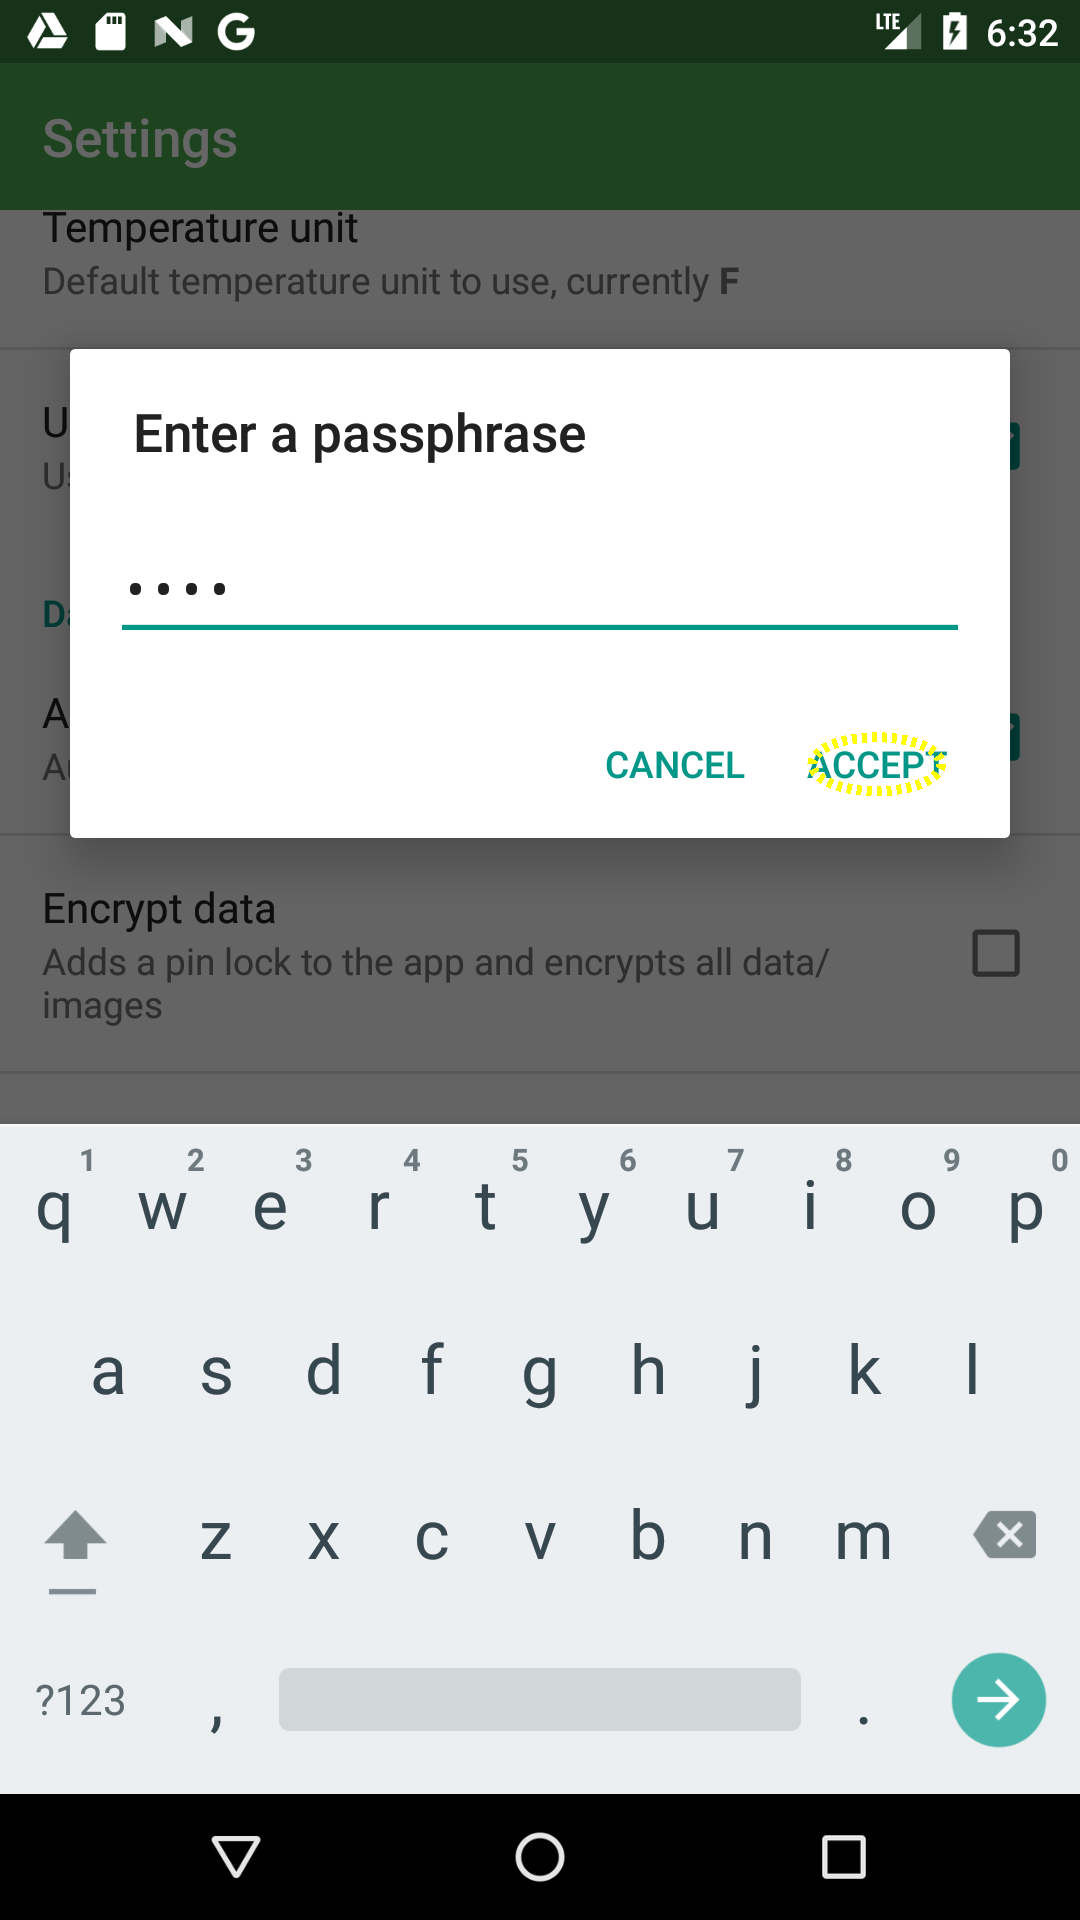 LTE 6:32
Settings
Temperature unit
Default temperature unit to use, currently F
Enter a passphrase
••••
CANCEL ACCEPT
Encrypt data
Adds a pin lock to the app and encrypts all data/
images
1 2 3 4 5 6 7 8 9 0
q w e r t y u i o p
a s d f g h j k l
z x c v b n m
?123 , .